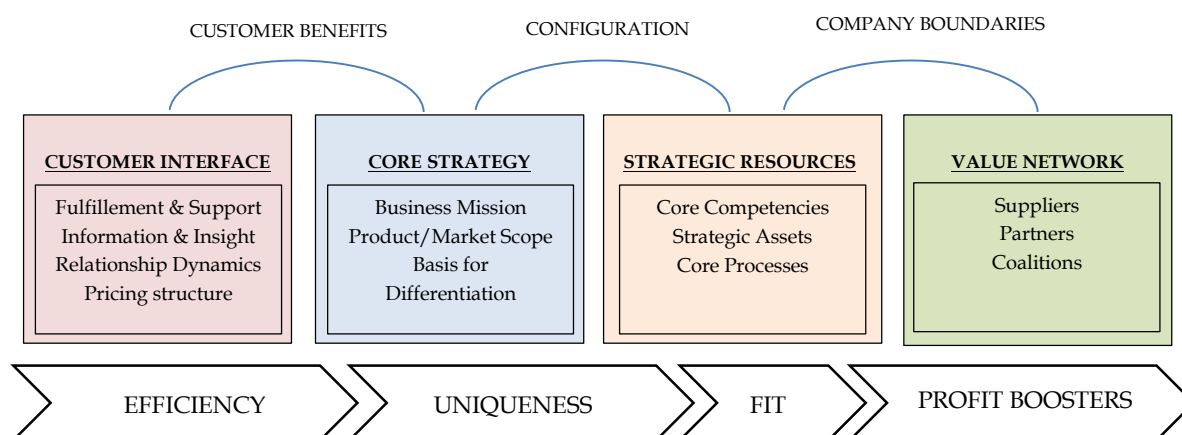 CUSTOMER BENEFITS
CONFIGURATION
COMPANY BOUNDARIES
CUSTOMER INTERFACE
Fulfillement & Support
Information & Insight
Relationship Dynamics
Pricing structure
CORE STRATEGY
Business Mission
Product/Market Scope
Basis for
Differentiation
STRATEGIC RESOURCES
Core Competencies
Strategic Assets
Core Processes
VALUE NETWORK
Suppliers
Partners
Coalitions
EFFICIENCY
UNIQUENESS
FIT
PROFIT BOOSTERS